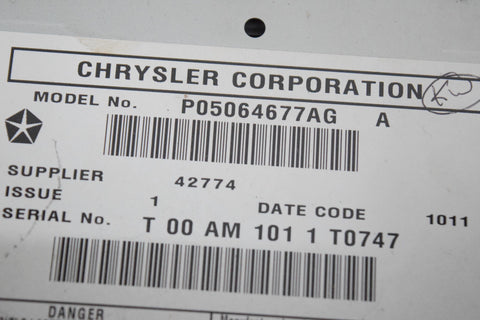 CHRYSLER CORPORATION
MODEL No. P05064677AG A
SUPPLIER 42774
ISSUE 1 DATE CODE 1011
SERIAL No. T 00 AM 101 1 T0747
DANGER